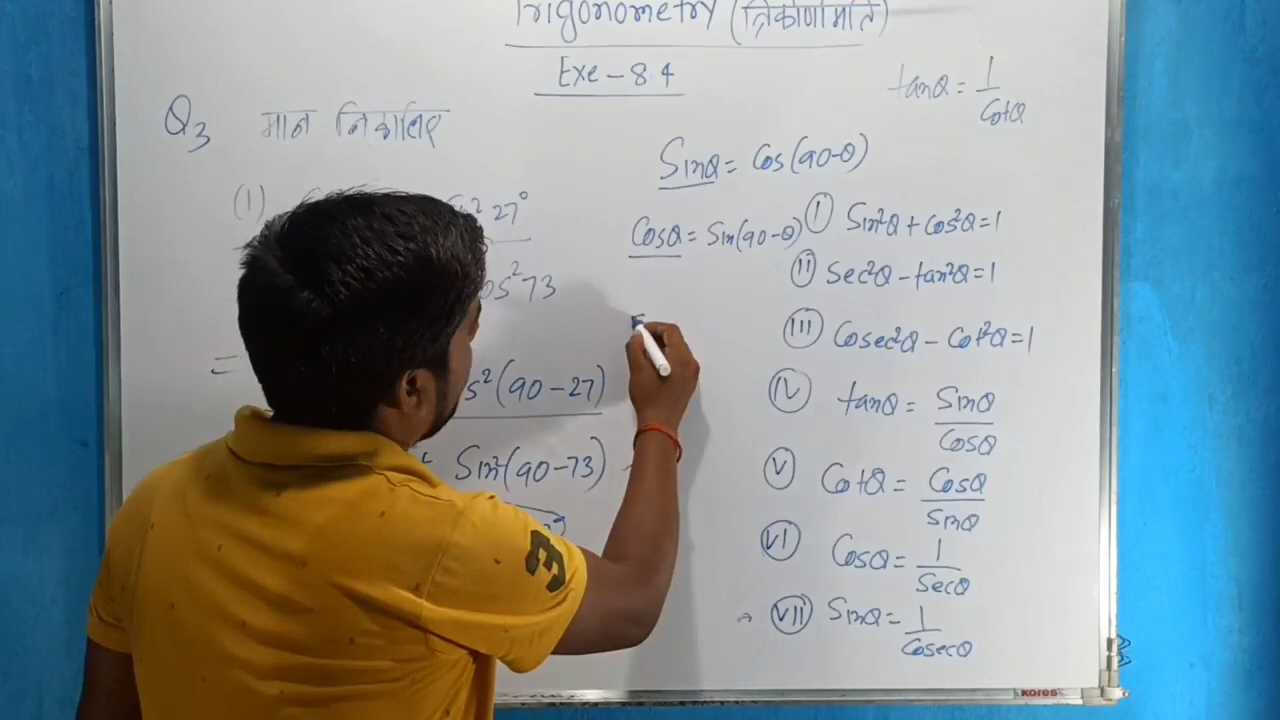 Trigonometry (त्रिकोणमिति)
Exe - 8.4
tanθ = 1/Cotθ
Q3 मान निकालिए
Sinθ = Cos(90-θ)
(1) 27°
Cosθ = Sin(90-θ)
(I) Sin²θ + Cos²θ = 1
(II) Sec²θ - tan²θ = 1
os²73
(III) Cosec²θ - Cot²θ = 1
=
s²(90-27)
(IV) tanθ = Sinθ/Cosθ
Sin²(90-73)
(V) Cotθ = Cosθ/Sinθ
(VI) Cosθ = 1/Secθ
(VII) Sinθ = 1/Cosecθ
3
kores